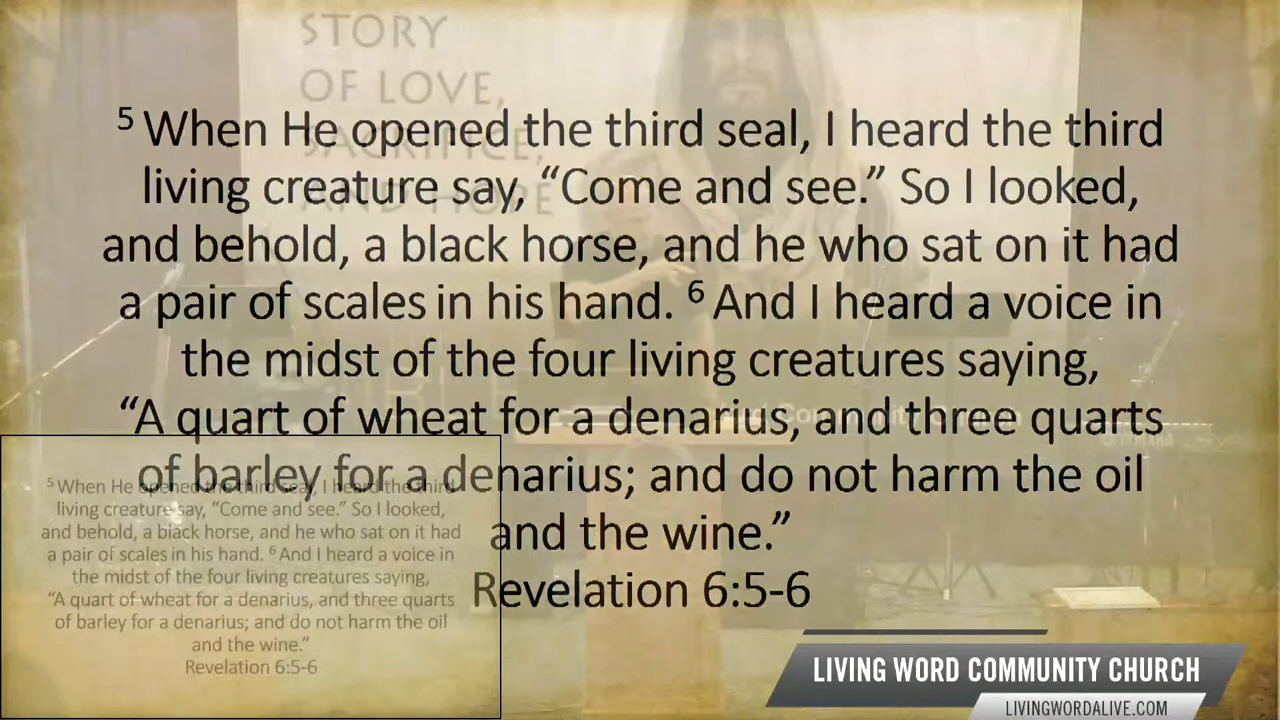 STORY
OF LOVE,
SACRIFICE,
AND HOPE
⁵ When He opened the third seal, I heard the third
living creature say, “Come and see.” So I looked,
and behold, a black horse, and he who sat on it had
a pair of scales in his hand. ⁶ And I heard a voice in
the midst of the four living creatures saying,
“A quart of wheat for a denarius, and three quarts
of barley for a denarius; and do not harm the oil
and the wine.”
Revelation 6:5-6
⁵ When He opened the third seal, I heard the third
living creature say, “Come and see.” So I looked,
and behold, a black horse, and he who sat on it had
a pair of scales in his hand. ⁶ And I heard a voice in
the midst of the four living creatures saying,
“A quart of wheat for a denarius, and three quarts
of barley for a denarius; and do not harm the oil
and the wine.”
Revelation 6:5-6
Community Church
LIVING WORD COMMUNITY CHURCH
LIVINGWORDALIVE.COM